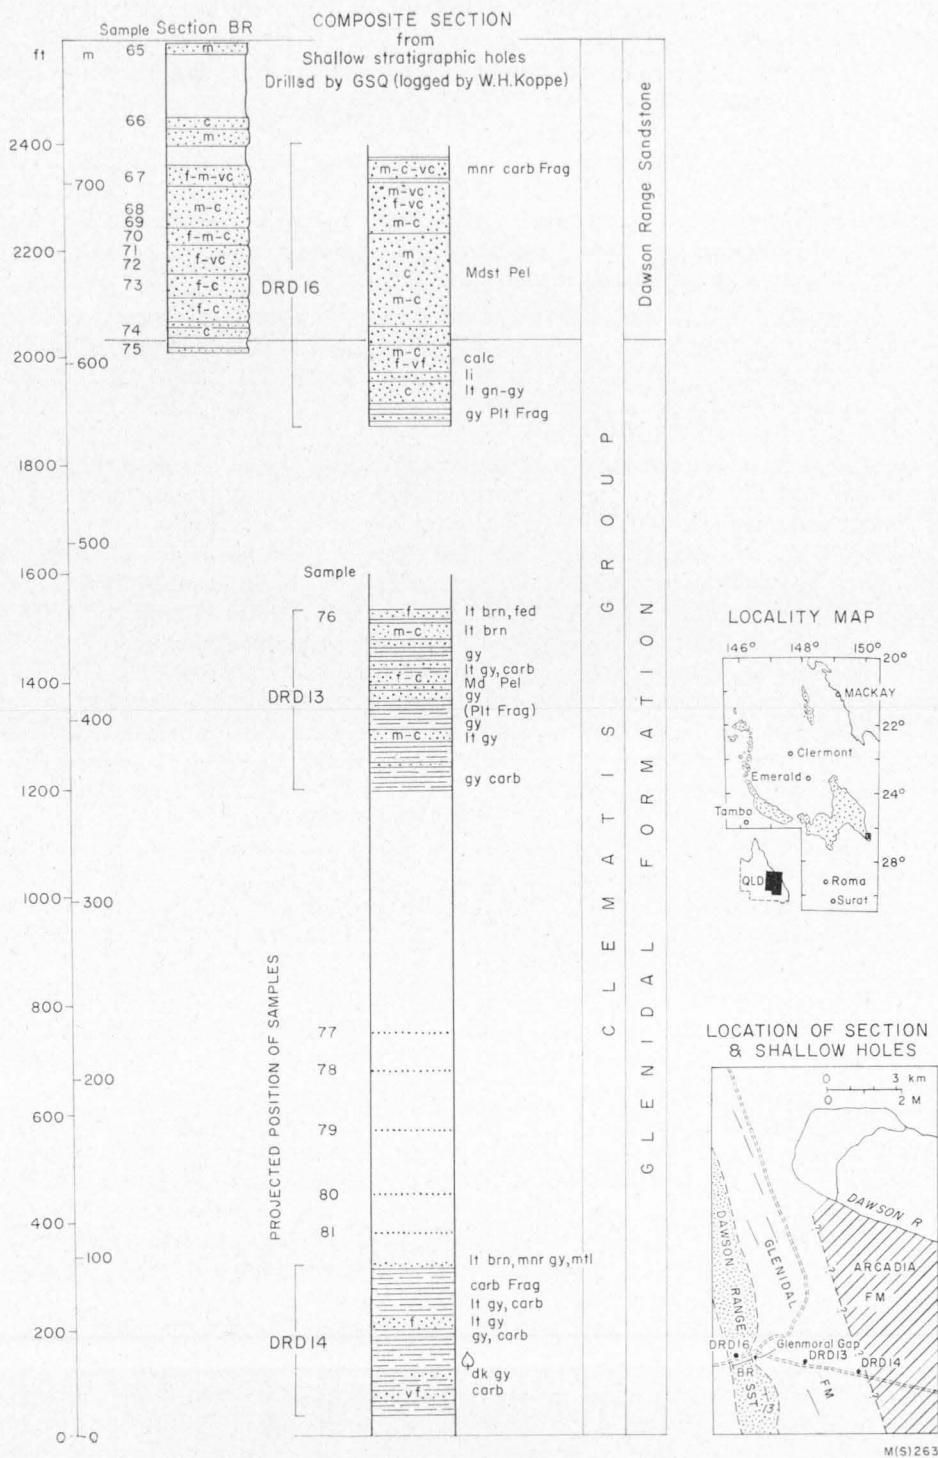 Sample Section BR
COMPOSITE SECTION
from
Shallow stratigraphic holes
Drilled by GSQ (logged by W.H.Koppe)
ft m
65 m
66 c
m
2400
67 f-m-vc
700
68 m-c
69
70 f-m-c
71
2200
72 f-vc
73 f-c
f-c
74 c
75
2000
600
1800
500
1600
1400
400
1200
1000
300
800
200
600
400
100
200
0 0
DRD 16
m-c-vc mnr carb Frag
m-vc
f-vc
m-c
m
c Mdst Pel
m-c
m-c
f-vf calc
li
c lt gn-gy
gy Plt Frag
Sample
76 f lt brn, fed
m-c lt brn
gy
lt gy, carb
f-c
Md Pel
gy
(Plt Frag)
gy
m-c lt gy
gy carb
DRD 13
PROJECTED POSITION OF SAMPLES
77
78
79
80
81
lt brn, mnr gy, mtl
carb Frag
lt gy, carb
f lt gy
gy, carb
DRD 14
dk gy
vf carb
CLEMATIS GROUP
Dawson Range Sandstone
GLENIDAL FORMATION
LOCALITY MAP
146° 148° 150°
20°
MACKAY
22°
Clermont
Emerald
24°
Tambo
26°
28°
QLD
Roma
Surat
LOCATION OF SECTION
& SHALLOW HOLES
0 3 km
0 2 M
DAWSON R
DAWSON RANGE SST
GLENIDAL FM
ARCADIA
FM
? ? ? ?
Glenmoral Gap
DRD16
DRD13
DRD14
BR
13
M(S)263